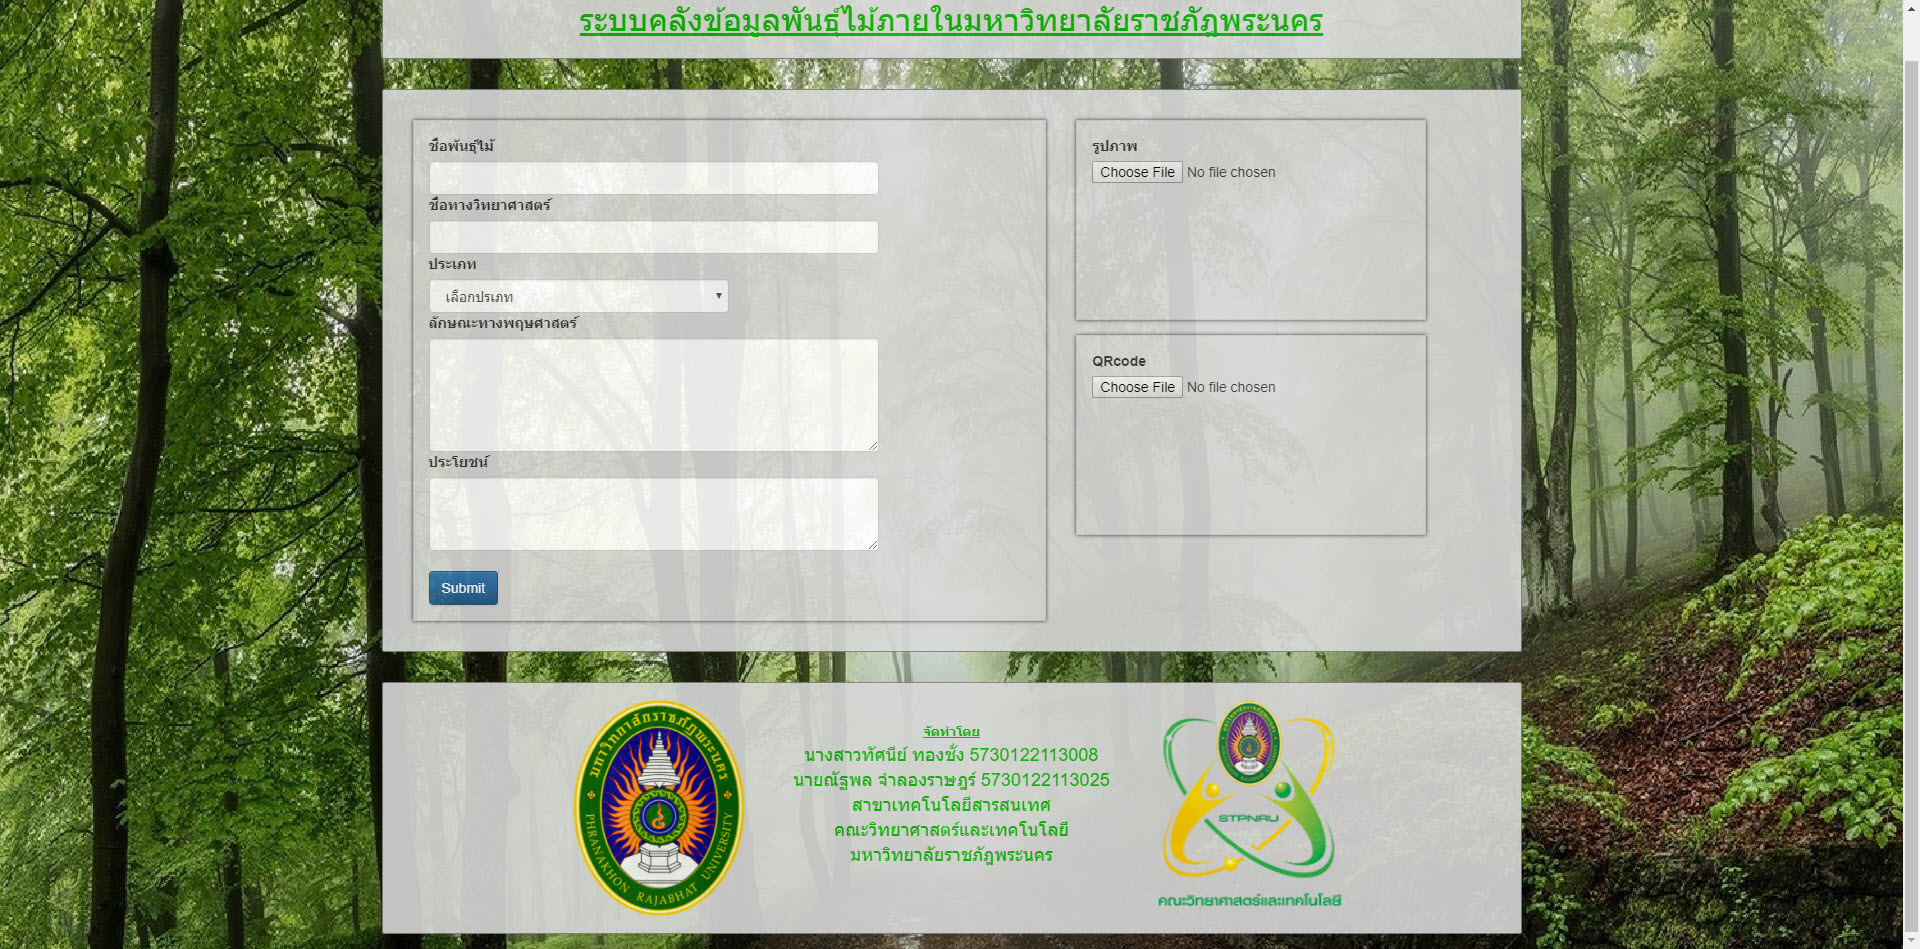 ระบบคลังข้อมูลพันธุ์ไม้ภายในมหาวิทยาลัยราชภัฏพระนคร
ชื่อพันธุ์ไม้
ชื่อทางวิทยาศาสตร์
ประเภท
เลือกปรเภท
ลักษณะทางพฤษศาสตร์
ประโยชน์
Submit
รูปภาพ
Choose File No file chosen
QRcode
Choose File No file chosen
มหาวิทยาลัยราชภัฏพระนคร
PHRANAKHON RAJABHAT UNIVERSITY
จัดทำโดย
นางสาวทัศนีย์ ทองชั่ง 5730122113008
นายณัฐพล จำลองราษฎร์ 5730122113025
สาขาเทคโนโลยีสารสนเทศ
คณะวิทยาศาสตร์และเทคโนโลยี
มหาวิทยาลัยราชภัฏพระนคร
STPNRU
คณะวิทยาศาสตร์และเทคโนโลยี